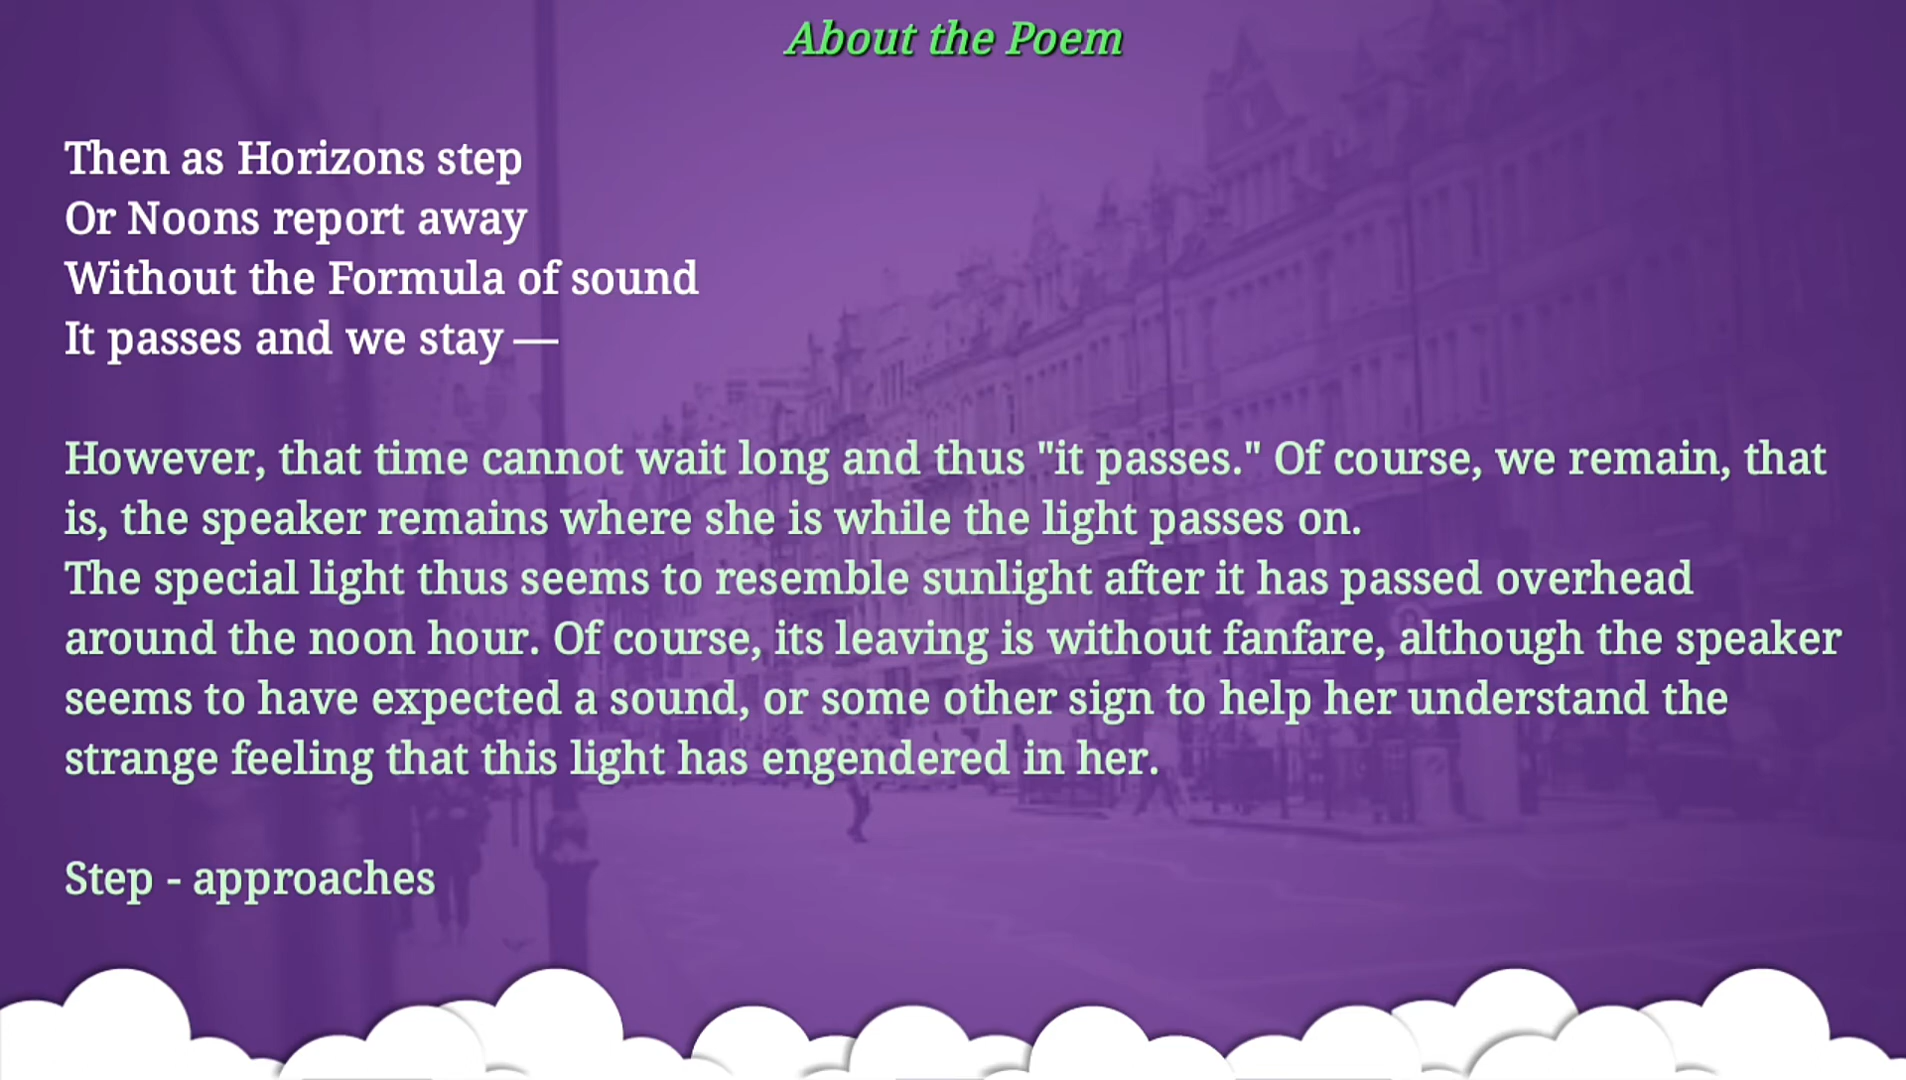 About the Poem
Then as Horizons step
Or Noons report away
Without the Formula of sound
It passes and we stay —
However, that time cannot wait long and thus "it passes." Of course, we remain, that
is, the speaker remains where she is while the light passes on.
The special light thus seems to resemble sunlight after it has passed overhead
around the noon hour. Of course, its leaving is without fanfare, although the speaker
seems to have expected a sound, or some other sign to help her understand the
strange feeling that this light has engendered in her.
Step - approaches